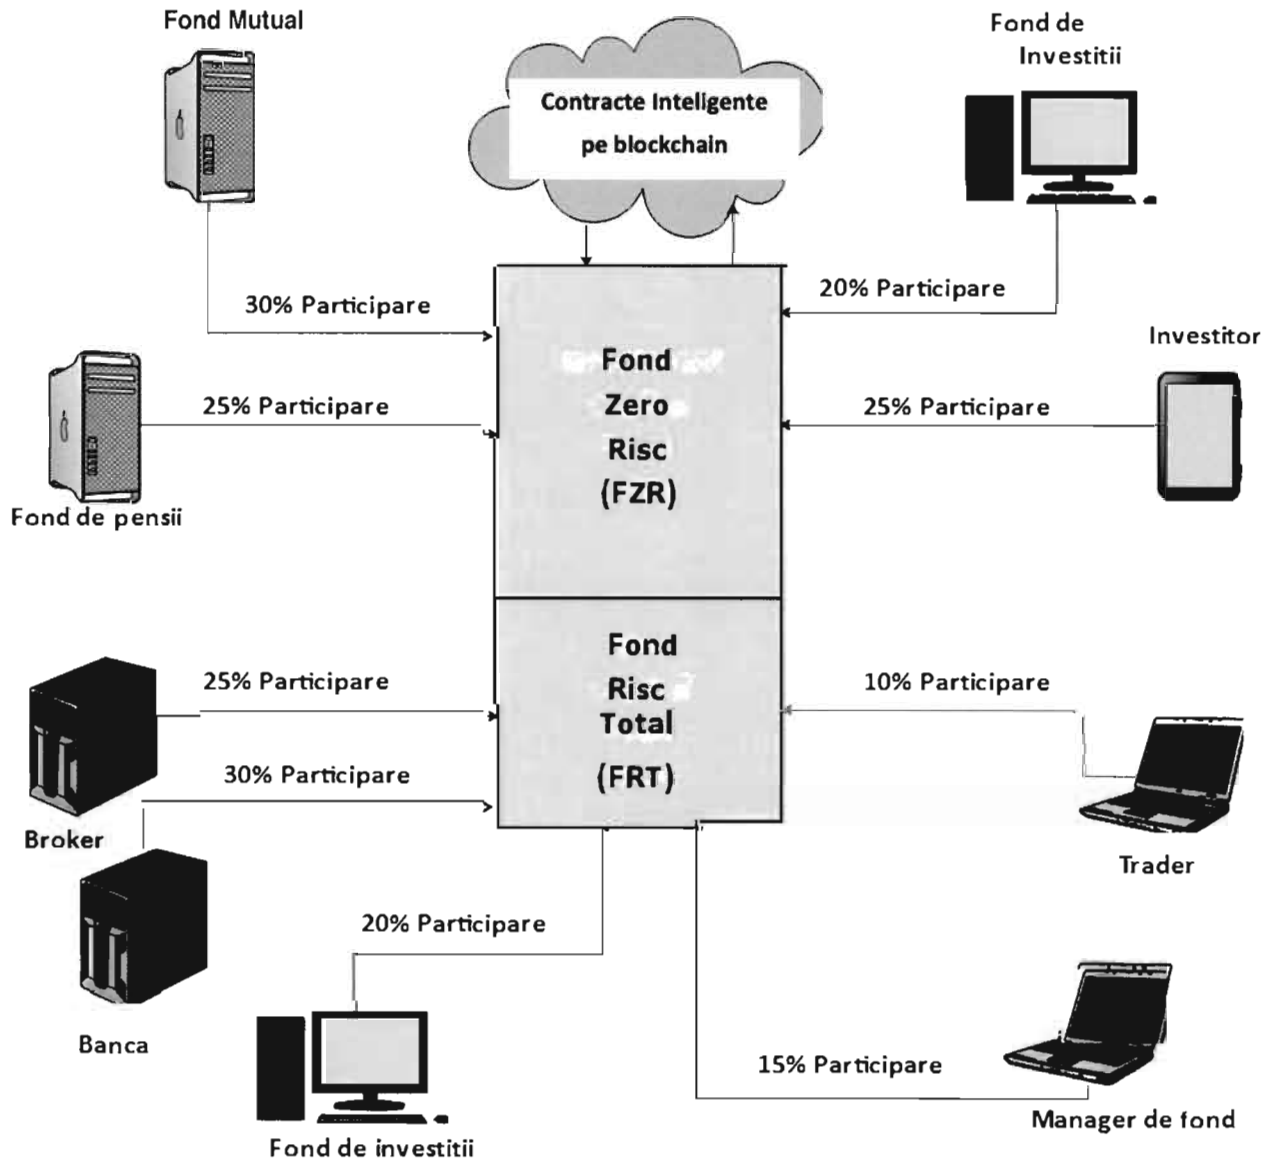 Fond Mutual
Contracte Inteligente
pe blockchain
Fond de
Investitii
30% Participare
20% Participare
Investitor
25% Participare
Fond
Zero
Risc
(FZR)
25% Participare
Fond de pensii
25% Participare
30% Participare
Fond
Risc
Total
(FRT)
10% Participare
Broker
Trader
20% Participare
Banca
15% Participare
Manager de fond
Fond de investitii